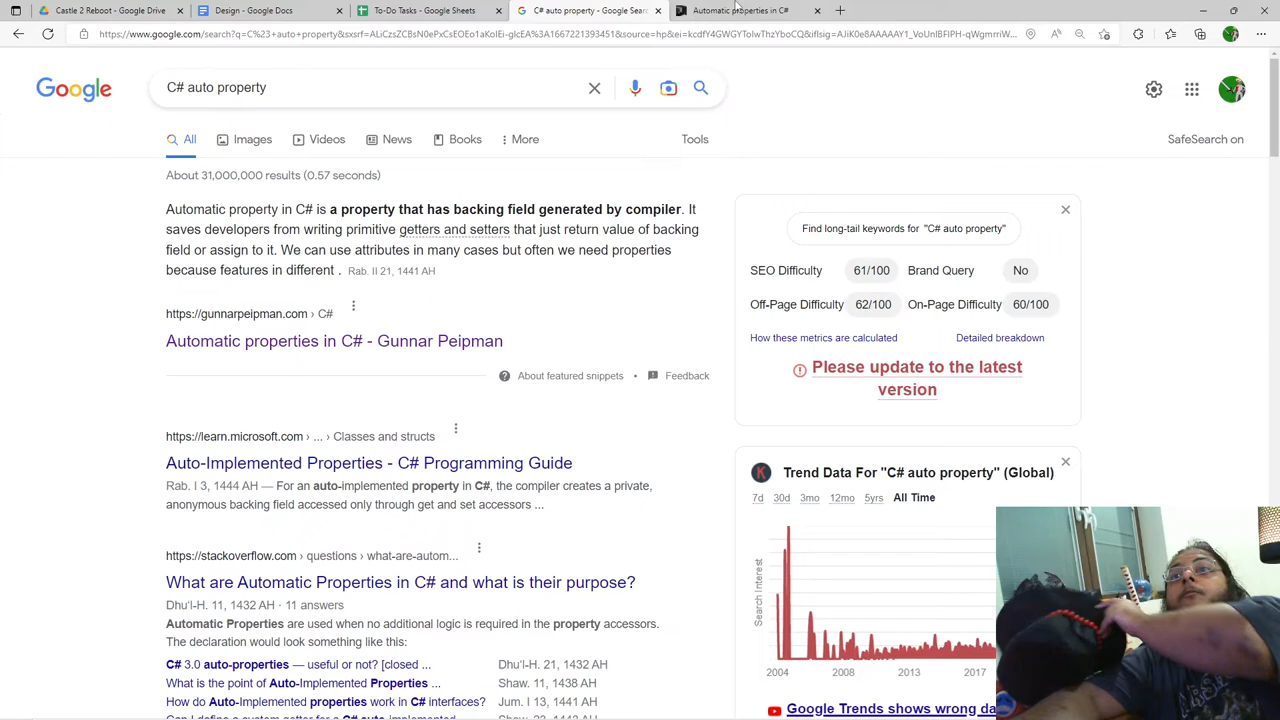 Castle 2 Reboot - Google Drive
Design - Google Docs
To-Do Tasks - Google Sheets
C# auto property - Google Sear
Automatic properties in C#
Google
C# auto property
All
Images
Videos
News
Books
More
Tools
SafeSearch on
About 31,000,000 results (0.57 seconds)
Automatic property in C# is a property that has backing field generated by compiler. It
saves developers from writing primitive getters and setters that just return value of backing
field or assign to it. We can use attributes in many cases but often we need properties
because features in different . Rab. II 21, 1441 AH
https://gunnarpeipman.com › C#
Automatic properties in C# - Gunnar Peipman
About featured snippets
•
Feedback
https://learn.microsoft.com › ... › Classes and structs
Auto-Implemented Properties - C# Programming Guide
Rab. I 3, 1444 AH — For an auto-implemented property in C#, the compiler creates a private,
anonymous backing field accessed only through get and set accessors ...
https://stackoverflow.com › questions › what-are-autom...
What are Automatic Properties in C# and what is their purpose?
Dhuʻl-H. 11, 1432 AH · 11 answers
Automatic Properties are used when no additional logic is required in the property accessors.
The declaration would look something like this:
C# 3.0 auto-properties — useful or not? [closed ...
Dhuʻl-H. 21, 1432 AH
What is the point of Auto-Implemented Properties ...
Shaw. 11, 1438 AH
How do Auto-Implemented properties work in C# interfaces?
Jum. I 13, 1441 AH
Find long-tail keywords for "C# auto property"
SEO Difficulty
61/100
Brand Query
No
Off-Page Difficulty
62/100
On-Page Difficulty
60/100
How these metrics are calculated
Detailed breakdown
Please update to the latest
version
K
Trend Data For "C# auto property" (Global)
7d
30d
3mo
12mo
5yrs
All Time
Search Interest
2004
2008
2013
2017
Google Trends shows wrong da